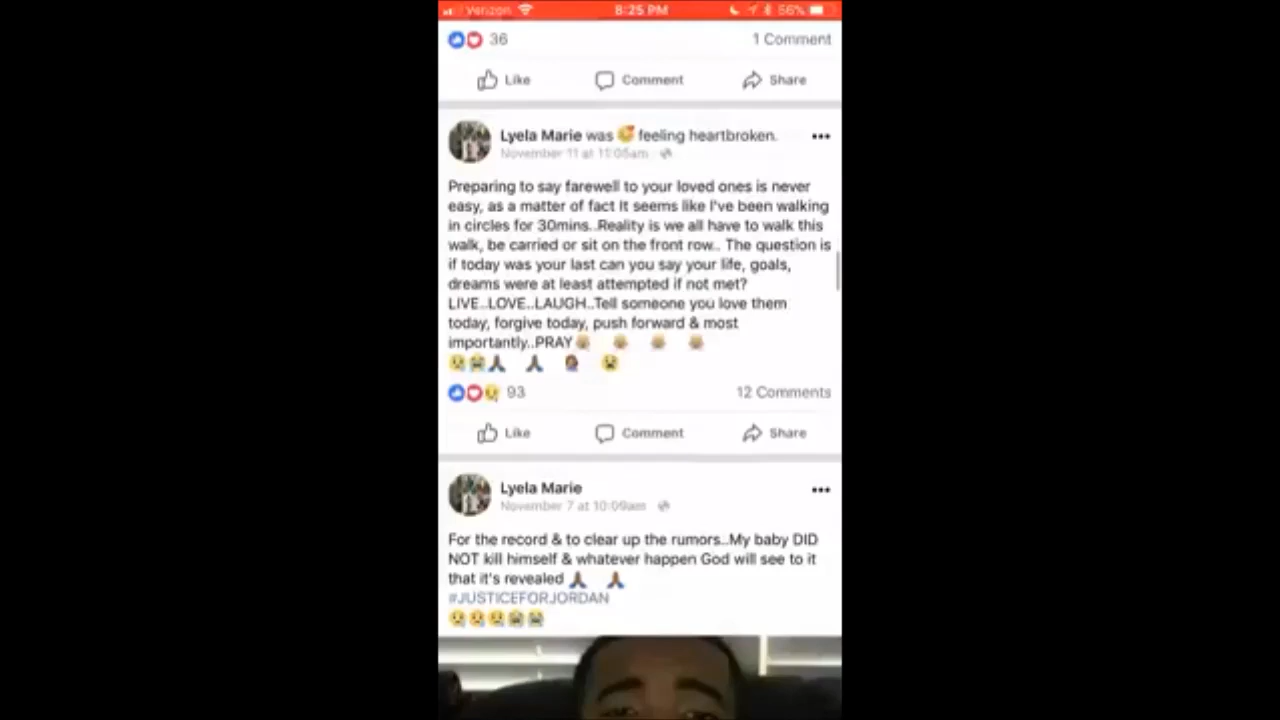 Verizon 8:25 PM 56%
36 1 Comment
Like Comment Share
Lyela Marie was feeling heartbroken.
November 11 at 11:05am
Preparing to say farewell to your loved ones is never
easy, as a matter of fact It seems like I've been walking
in circles for 30mins..Reality is we all have to walk this
walk, be carried or sit on the front row.. The question is
if today was your last can you say your life, goals,
dreams were at least attempted if not met?
LIVE..LOVE..LAUGH..Tell someone you love them
today, forgive today, push forward & most
importantly..PRAY
93 12 Comments
Like Comment Share
Lyela Marie
November 7 at 10:09am
For the record & to clear up the rumors..My baby DID
NOT kill himself & whatever happen God will see to it
that it's revealed
#JUSTICEFORJORDAN